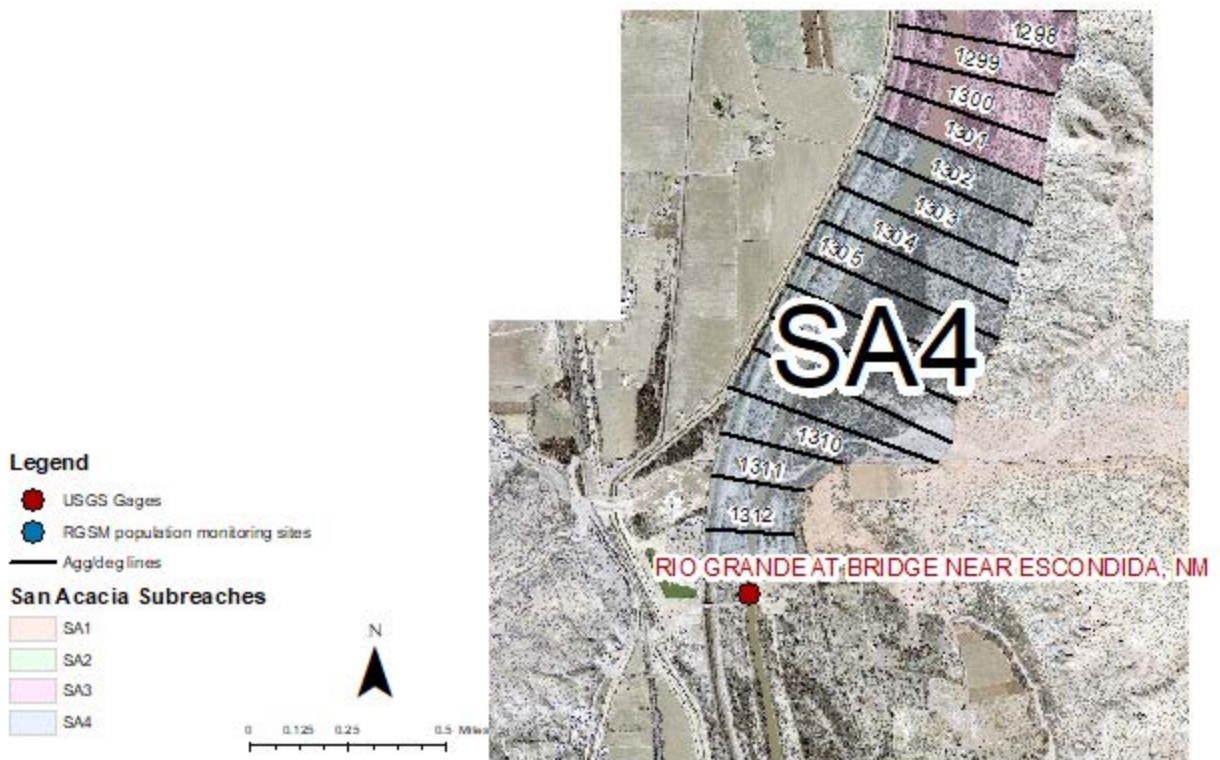 1298
1299
1300
1301
1302
1303
1304
1305
SA4
1310
1311
1312
RIO GRANDE AT BRIDGE NEAR ESCONDIDA, NM
Legend
USGS Gages
RGSM population monitoring sites
Agg/deg lines
San Acacia Subreaches
SA1
SA2
SA3
SA4
N
0 0.125 0.25 0.5 Miles